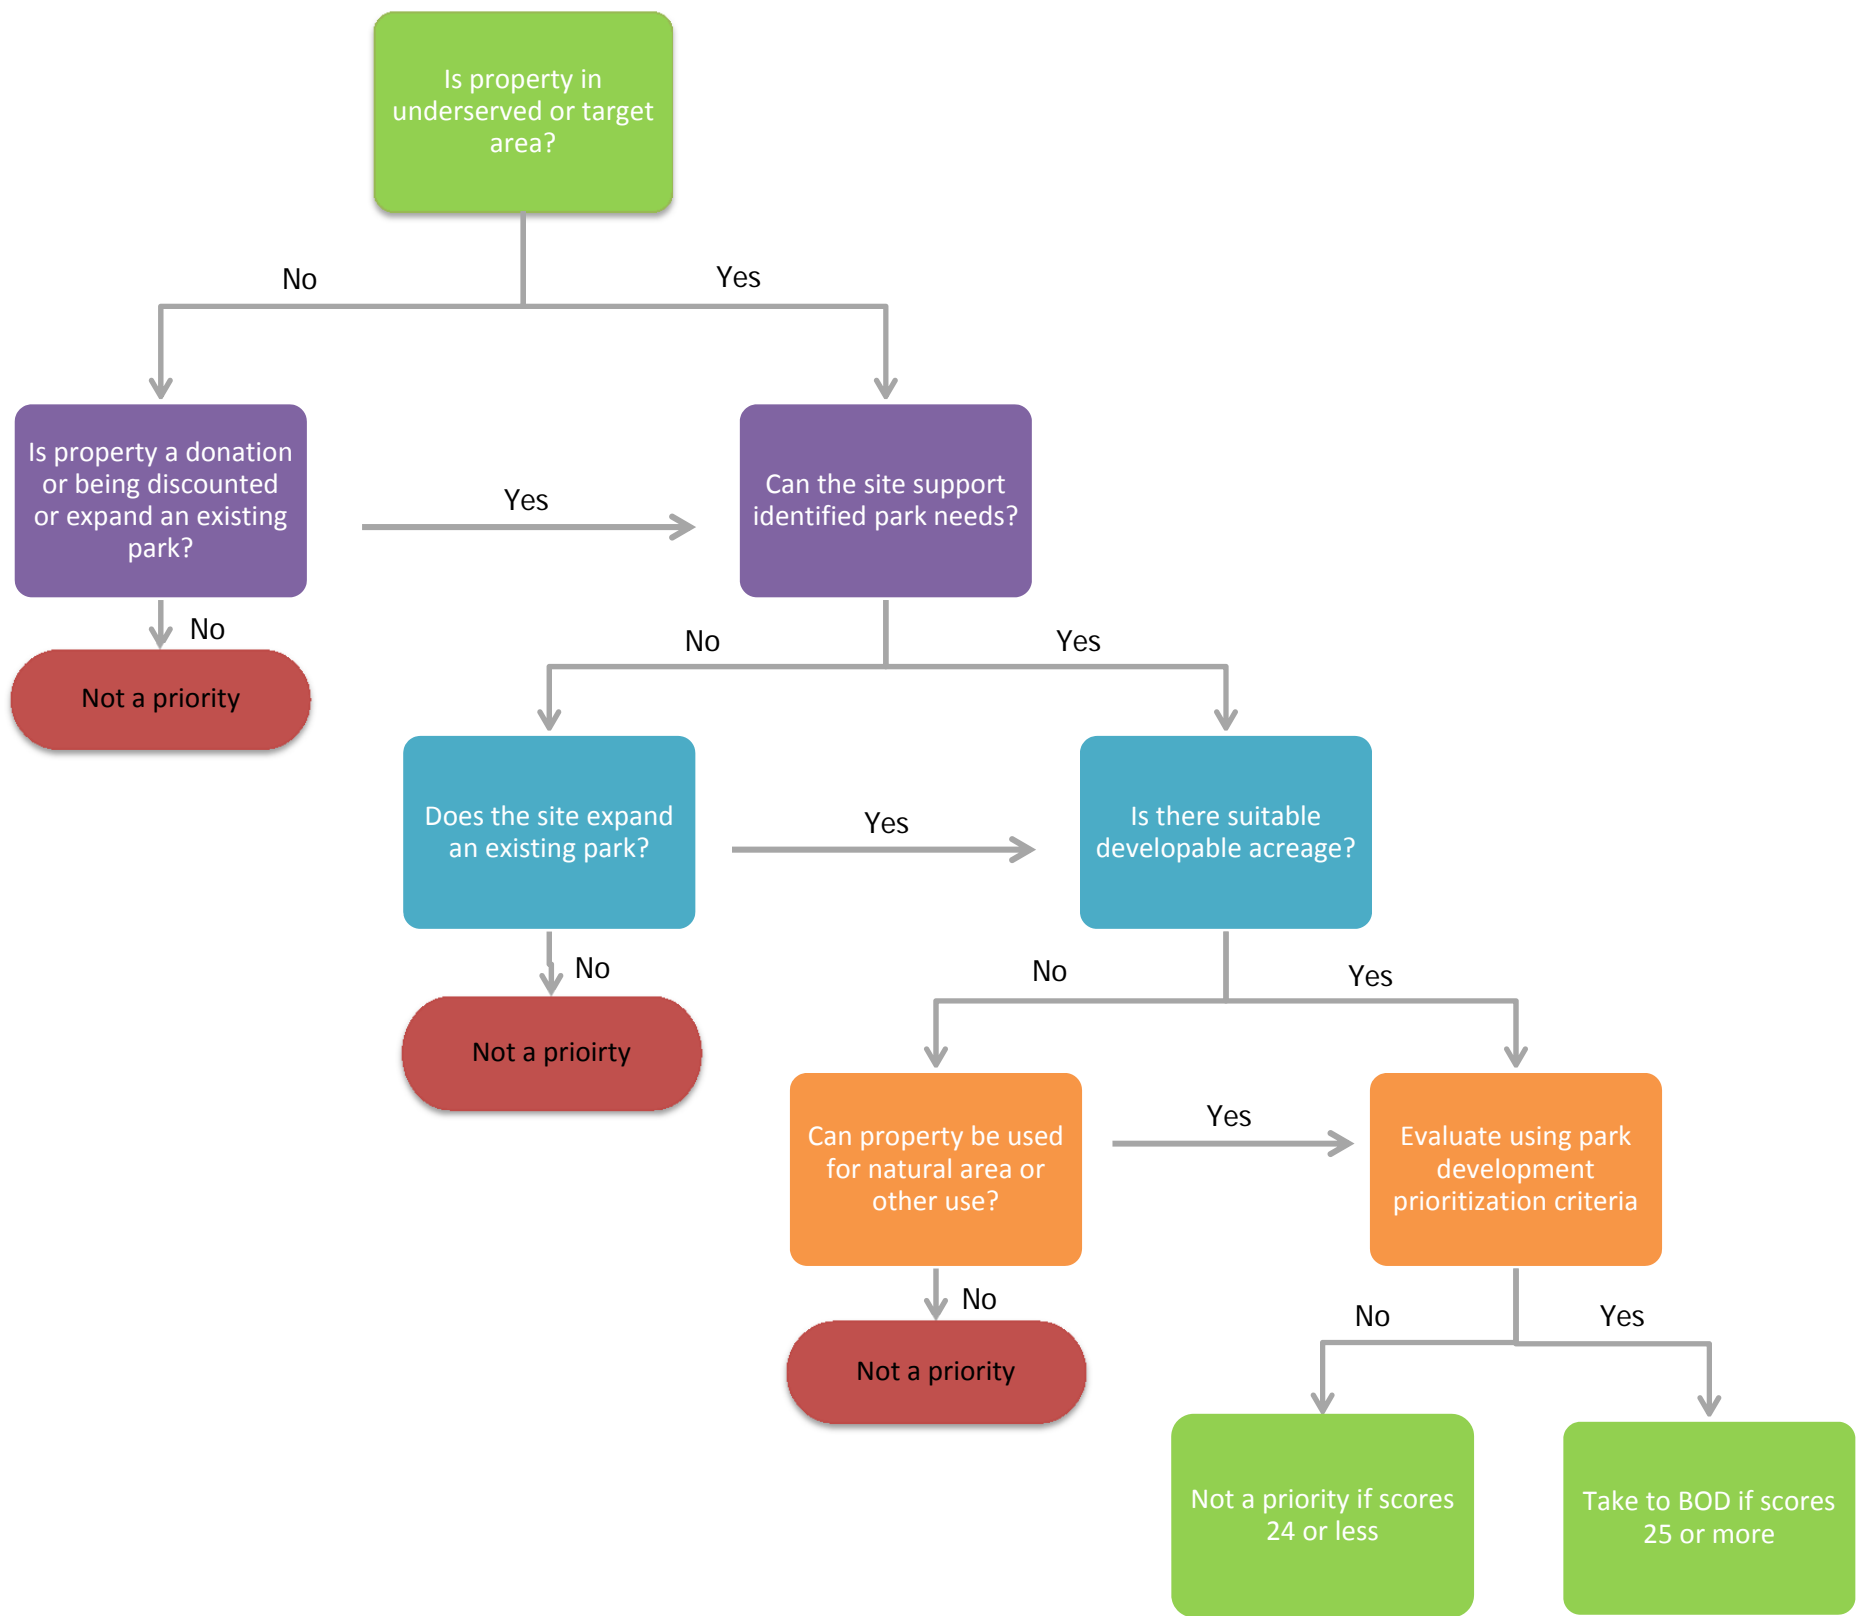 Is property in
underserved or target
area?
No
Yes
Is property a donation
or being discounted
or expand an existing
park?
Yes
Can the site support
identified park needs?
No
Not a priority
No
Yes
Does the site expand
an existing park?
Yes
Is there suitable
developable acreage?
No
Not a prioirty
No
Yes
Can property be used
for natural area or
other use?
Yes
Evaluate using park
development
prioritization criteria
No
Not a priority
No
Yes
Not a priority if scores
24 or less
Take to BOD if scores
25 or more